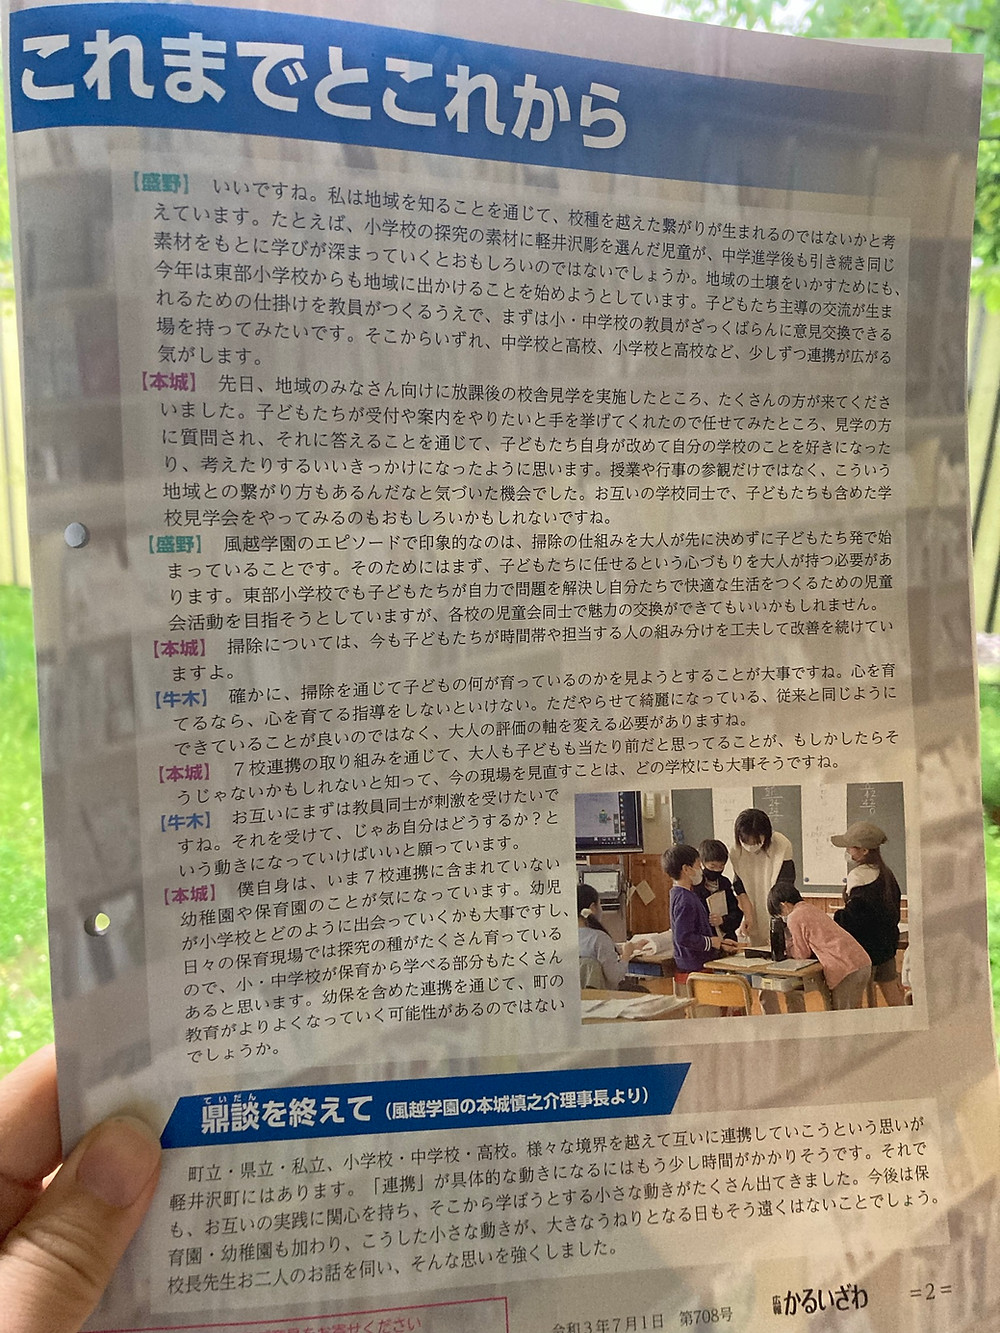 これまでとこれから
【盛野】 いいですね。私は地域を知ることを通じて、校種を越えた繋がりが生まれるのではないかと考
えています。たとえば、小学校の探究の素材に軽井沢彫を選んだ児童が、中学進学後も引き続き同じ
素材をもとに学びが深まっていくとおもしろいのではないでしょうか。地域の土壌をいかすためにも、
今年は東部小学校からも地域に出かけることを始めようとしています。子どもたち主導の交流が生ま
れるための仕掛けを教員がつくるうえで、まずは小・中学校の教員がざっくばらんに意見交換できる
場を持ってみたいです。そこからいずれ、中学校と高校、小学校と高校など、少しずつ連携が広がる
気がします。
【本城】 先日、地域のみなさん向けに放課後の校舎見学を実施したところ、たくさんの方が来てくださ
いました。子どもたちが受付や案内をやりたいと手を挙げてくれたので任せてみたところ、見学の方
に質問され、それに答えることを通じて、子どもたち自身が改めて自分の学校のことを好きになった
り、考えたりするいいきっかけになったように思います。授業や行事の参観だけではなく、こういう
地域との繋がり方もあるんだなと気づいた機会でした。お互いの学校同士で、子どもたちも含めた学
校見学会をやってみるのもおもしろいかもしれないですね。
【盛野】 風越学園のエピソードで印象的なのは、掃除の仕組みを大人が先に決めずに子どもたち発で始
まっていることです。そのためにはまず、子どもたちに任せるという心づもりを大人が持つ必要があ
ります。東部小学校でも子どもたちが自力で問題を解決し自分たちで快適な生活をつくるための児童
会活動を目指そうとしていますが、各校の児童会同士で魅力の交換ができてもいいかもしれません。
【本城】 掃除については、今も子どもたちが時間帯や担当する人の組み分けを工夫して改善を続けてい
ますよ。
【牛木】 確かに、掃除を通じて子どもの何が育っているのかを見ようとすることが大事ですね。心を育
てるなら、心を育てる指導をしないといけない。ただやらせて綺麗になっている、従来と同じように
できていることが良いのではなく、大人の評価の軸を変える必要がありますね。
【本城】 7校連携の取り組みを通じて、大人も子どもも当たり前だと思ってることが、もしかしたらそ
うじゃないかもしれないと知って、今の現場を見直すことは、どの学校にも大事そうですね。
【牛木】 お互いにまずは教員同士が刺激を受けたいで
すね。それを受けて、じゃあ自分はどうするか？と
いう動きになっていけばいいと願っています。
【本城】 僕自身は、いま7校連携に含まれていない
幼稚園や保育園のことが気になっています。幼児
が小学校とどのように出会っていくかも大事ですし、
日々の保育現場では探究の種がたくさん育っている
ので、小・中学校が保育から学べる部分もたくさん
あると思います。幼保を含めた連携を通じて、町の
教育がよりよくなっていく可能性があるのではない
でしょうか。
ていだん
鼎談を終えて（風越学園の本城慎之介理事長より）
町立・県立・私立、小学校・中学校・高校。様々な境界を越えて互いに連携していこうという思いが
軽井沢町にはあります。「連携」が具体的な動きになるにはもう少し時間がかかりそうです。それで
も、お互いの実践に関心を持ち、そこから学ぼうとする小さな動きがたくさん出てきました。今後は保
育園・幼稚園も加わり、こうした小さな動きが、大きなうねりとなる日もそう遠くはないことでしょう。
校長先生お二人のお話を伺い、そんな思いを強くしました。
をお寄せください
令和3年7月1日 第708号
広報 かるいざわ
=2=